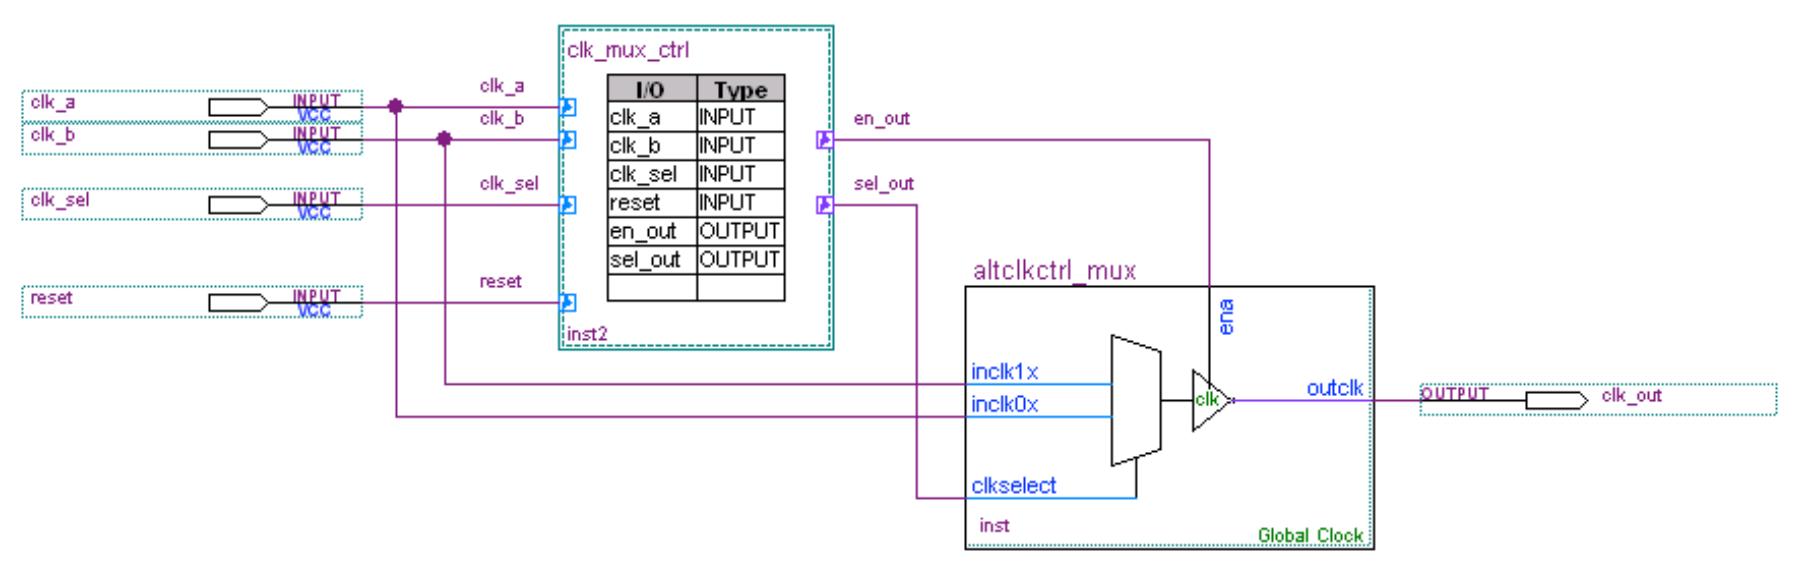 clk_mux_ctrl
I/O Type
clk_a INPUT
clk_b INPUT
clk_sel INPUT
reset INPUT
en_out OUTPUT
sel_out OUTPUT
inst2
clk_a INPUT VCC clk_a
clk_b INPUT VCC clk_b
clk_sel INPUT VCC clk_sel
reset INPUT VCC reset
en_out
sel_out
altclkctrl_mux
ena
inclk1x
inclk0x
clk
outclk
clkselect
inst
Global Clock
OUTPUT clk_out